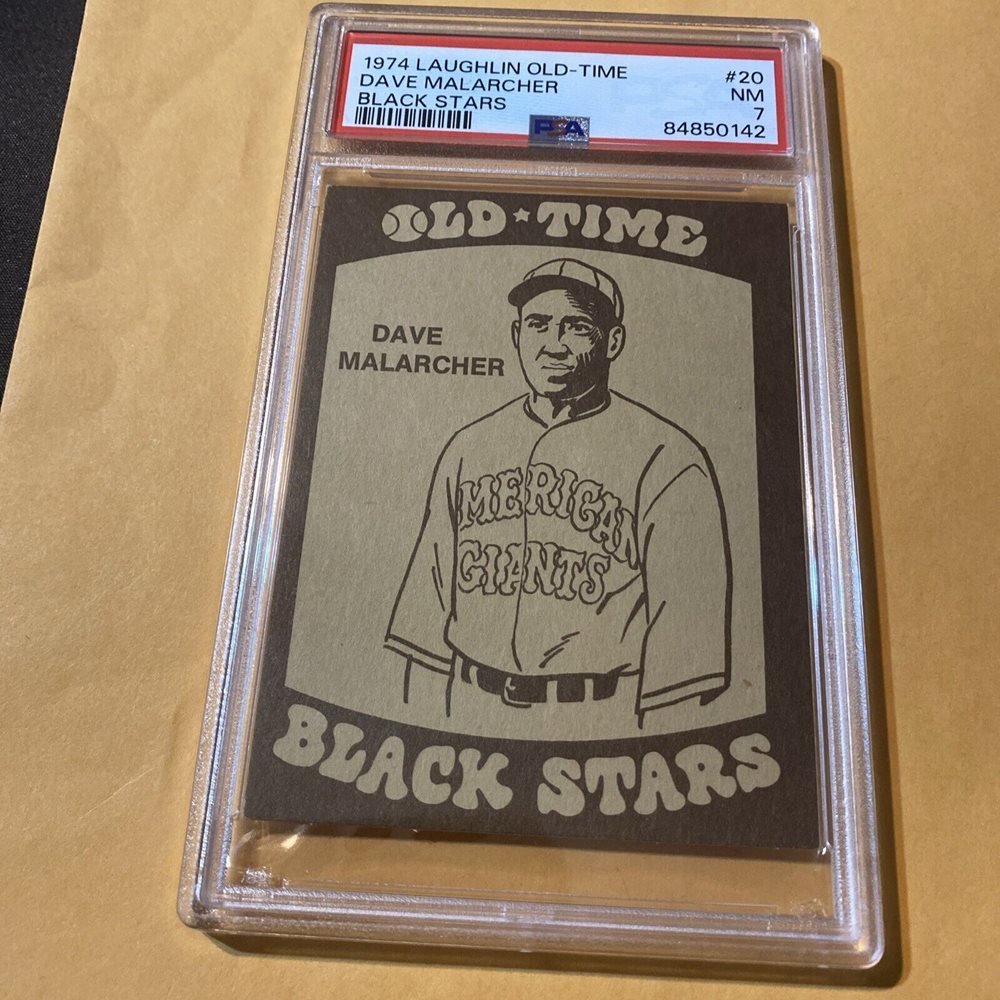 1974 LAUGHLIN OLD-TIME #20
DAVE MALARCHER NM
BLACK STARS 7
PSA 84850142
OLD★TIME
DAVE
MALARCHER
MERICAN
GIANTS
BLACK STARS